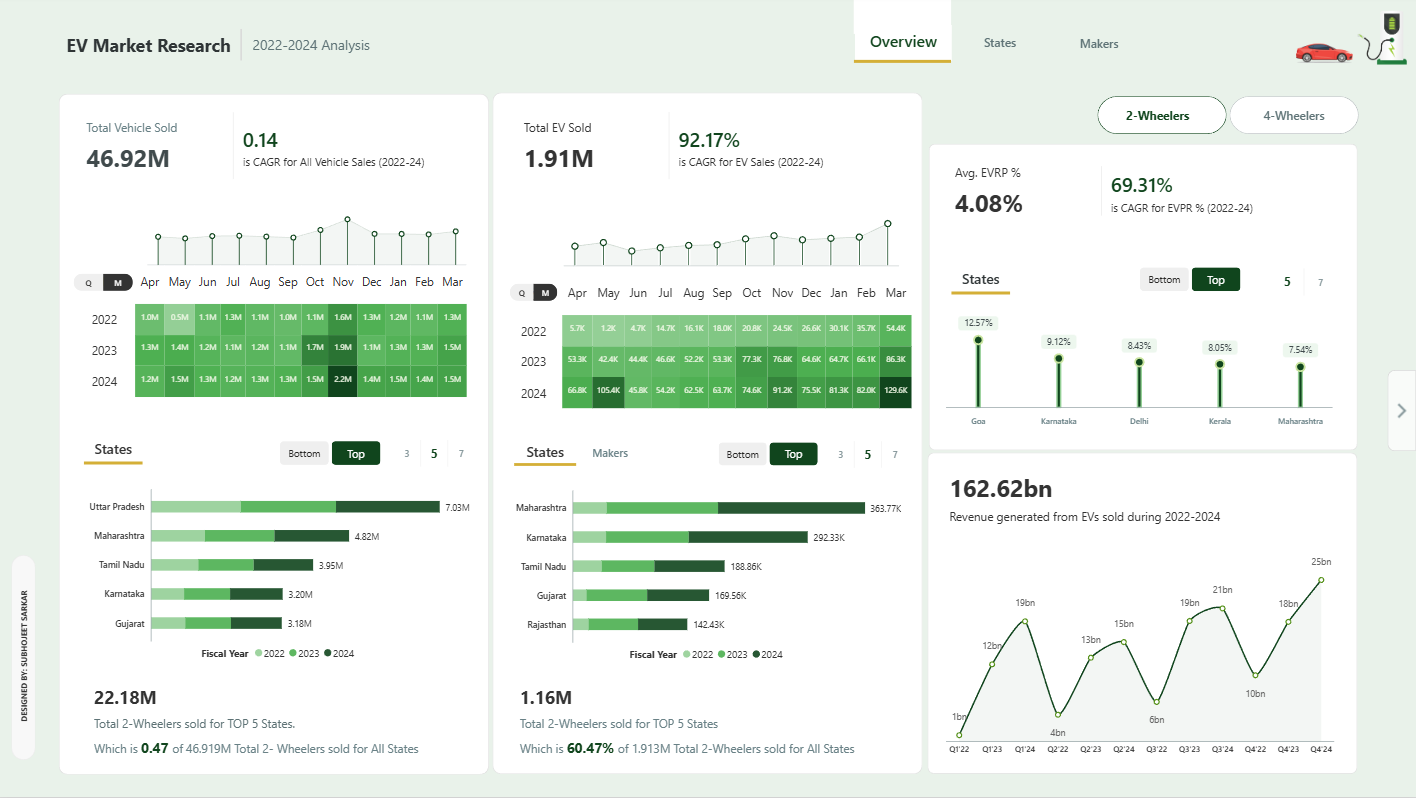 EV Market Research
2022-2024 Analysis
Overview
States
Makers
Total Vehicle Sold
46.92M
0.14
is CAGR for All Vehicle Sales (2022-24)
Q M
Apr May Jun Jul Aug Sep Oct Nov Dec Jan Feb Mar
2022 1.0M 0.5M 1.1M 1.3M 1.1M 1.0M 1.1M 1.6M 1.3M 1.2M 1.1M 1.3M
2023 1.3M 1.4M 1.2M 1.1M 1.2M 1.1M 1.7M 1.9M 1.1M 1.3M 1.3M 1.5M
2024 1.2M 1.5M 1.3M 1.2M 1.3M 1.3M 1.5M 2.2M 1.4M 1.5M 1.4M 1.5M
States
Bottom Top 3 5 7
Uttar Pradesh 7.03M
Maharashtra 4.82M
Tamil Nadu 3.95M
Karnataka 3.20M
Gujarat 3.18M
Fiscal Year 2022 2023 2024
22.18M
Total 2-Wheelers sold for TOP 5 States.
Which is 0.47 of 46.919M Total 2- Wheelers sold for All States
Total EV Sold
1.91M
92.17%
is CAGR for EV Sales (2022-24)
Q M
Apr May Jun Jul Aug Sep Oct Nov Dec Jan Feb Mar
2022 5.7K 1.2K 4.7K 14.7K 16.1K 18.0K 20.8K 24.5K 26.6K 30.1K 35.7K 54.4K
2023 53.3K 42.4K 44.4K 46.6K 52.2K 53.3K 77.3K 76.8K 64.6K 64.7K 66.1K 86.3K
2024 66.8K 105.4K 45.8K 54.2K 62.5K 63.7K 74.6K 91.2K 75.5K 81.3K 82.0K 129.6K
States Makers
Bottom Top 3 5 7
Maharashtra 363.77K
Karnataka 292.33K
Tamil Nadu 188.86K
Gujarat 169.56K
Rajasthan 142.43K
Fiscal Year 2022 2023 2024
1.16M
Total 2-Wheelers sold for TOP 5 States
Which is 60.47% of 1.913M Total 2-Wheelers sold for All States
2-Wheelers
4-Wheelers
Avg. EVRP %
4.08%
69.31%
is CAGR for EVPR % (2022-24)
States
Bottom Top 5 7
12.57% 9.12% 8.43% 8.05% 7.54%
Goa Karnataka Delhi Kerala Maharashtra
162.62bn
Revenue generated from EVs sold during 2022-2024
1bn 12bn 19bn 4bn 13bn 15bn 6bn 19bn 21bn 10bn 18bn 25bn
Q1'22 Q1'23 Q1'24 Q2'22 Q2'23 Q2'24 Q3'22 Q3'23 Q3'24 Q4'22 Q4'23 Q4'24
DESIGNED BY: SUBHOJEET SARKAR